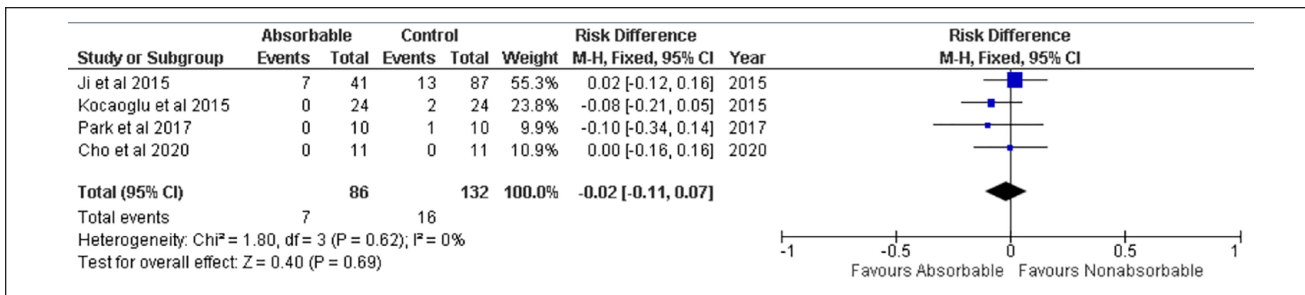 Absorbable Control Risk Difference Risk Difference
Study or Subgroup Events Total Events Total Weight M-H, Fixed, 95% CI Year M-H, Fixed, 95% CI
Ji et al 2015 7 41 13 87 55.3% 0.02 [-0.12, 0.16] 2015
Kocaoglu et al 2015 0 24 2 24 23.8% -0.08 [-0.21, 0.05] 2015
Park et al 2017 0 10 1 10 9.9% -0.10 [-0.34, 0.14] 2017
Cho et al 2020 0 11 0 11 10.9% 0.00 [-0.16, 0.16] 2020
Total (95% CI) 86 132 100.0% -0.02 [-0.11, 0.07]
Total events 7 16
Heterogeneity: Chi² = 1.80, df = 3 (P = 0.62); I² = 0%
Test for overall effect: Z = 0.40 (P = 0.69)
-1 -0.5 0 0.5 1
Favours Absorbable Favours Nonabsorbable